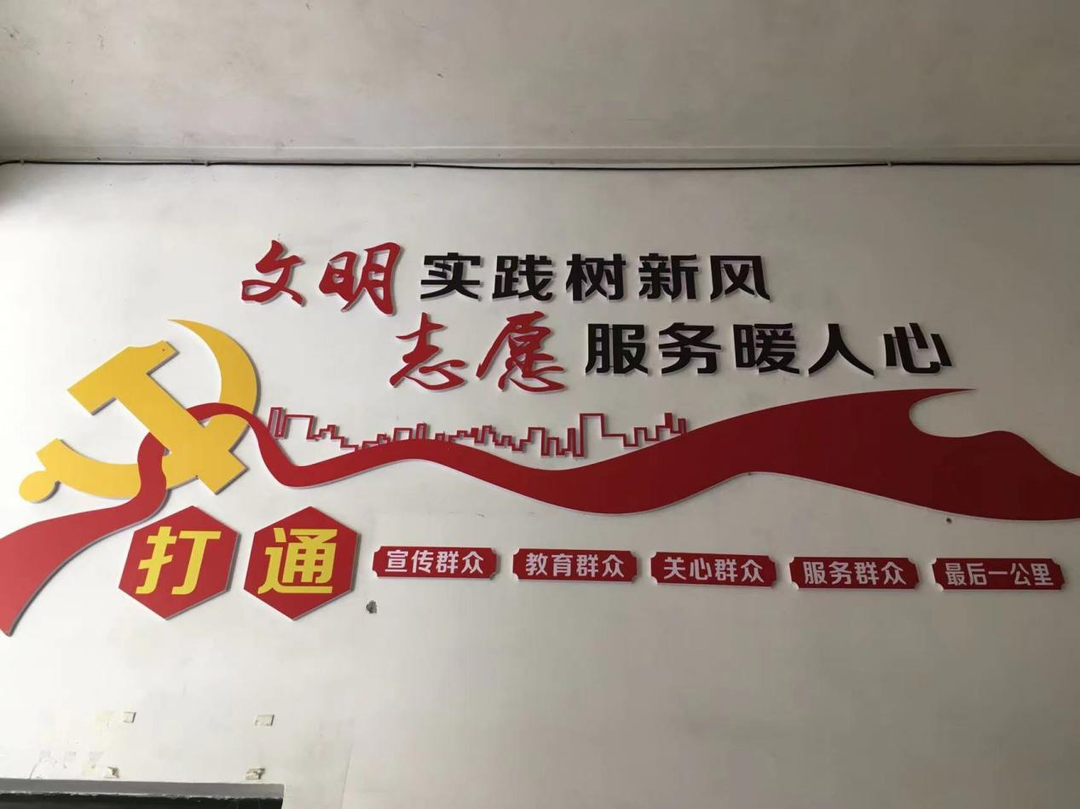 文明实践树新风
志愿服务暖人心
打通 宣传群众 教育群众 关心群众 服务群众 最后一公里